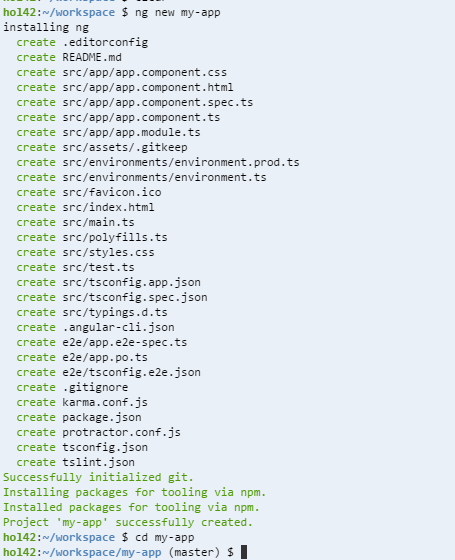 hol42:~/workspace $ ng new my-app
installing ng
  create .editorconfig
  create README.md
  create src/app/app.component.css
  create src/app/app.component.html
  create src/app/app.component.spec.ts
  create src/app/app.component.ts
  create src/app/app.module.ts
  create src/assets/.gitkeep
  create src/environments/environment.prod.ts
  create src/environments/environment.ts
  create src/favicon.ico
  create src/index.html
  create src/main.ts
  create src/polyfills.ts
  create src/styles.css
  create src/test.ts
  create src/tsconfig.app.json
  create src/tsconfig.spec.json
  create src/typings.d.ts
  create .angular-cli.json
  create e2e/app.e2e-spec.ts
  create e2e/app.po.ts
  create e2e/tsconfig.e2e.json
  create .gitignore
  create karma.conf.js
  create package.json
  create protractor.conf.js
  create tsconfig.json
  create tslint.json
Successfully initialized git.
Installing packages for tooling via npm.
Installed packages for tooling via npm.
Project 'my-app' successfully created.
hol42:~/workspace $ cd my-app
hol42:~/workspace/my-app (master) $